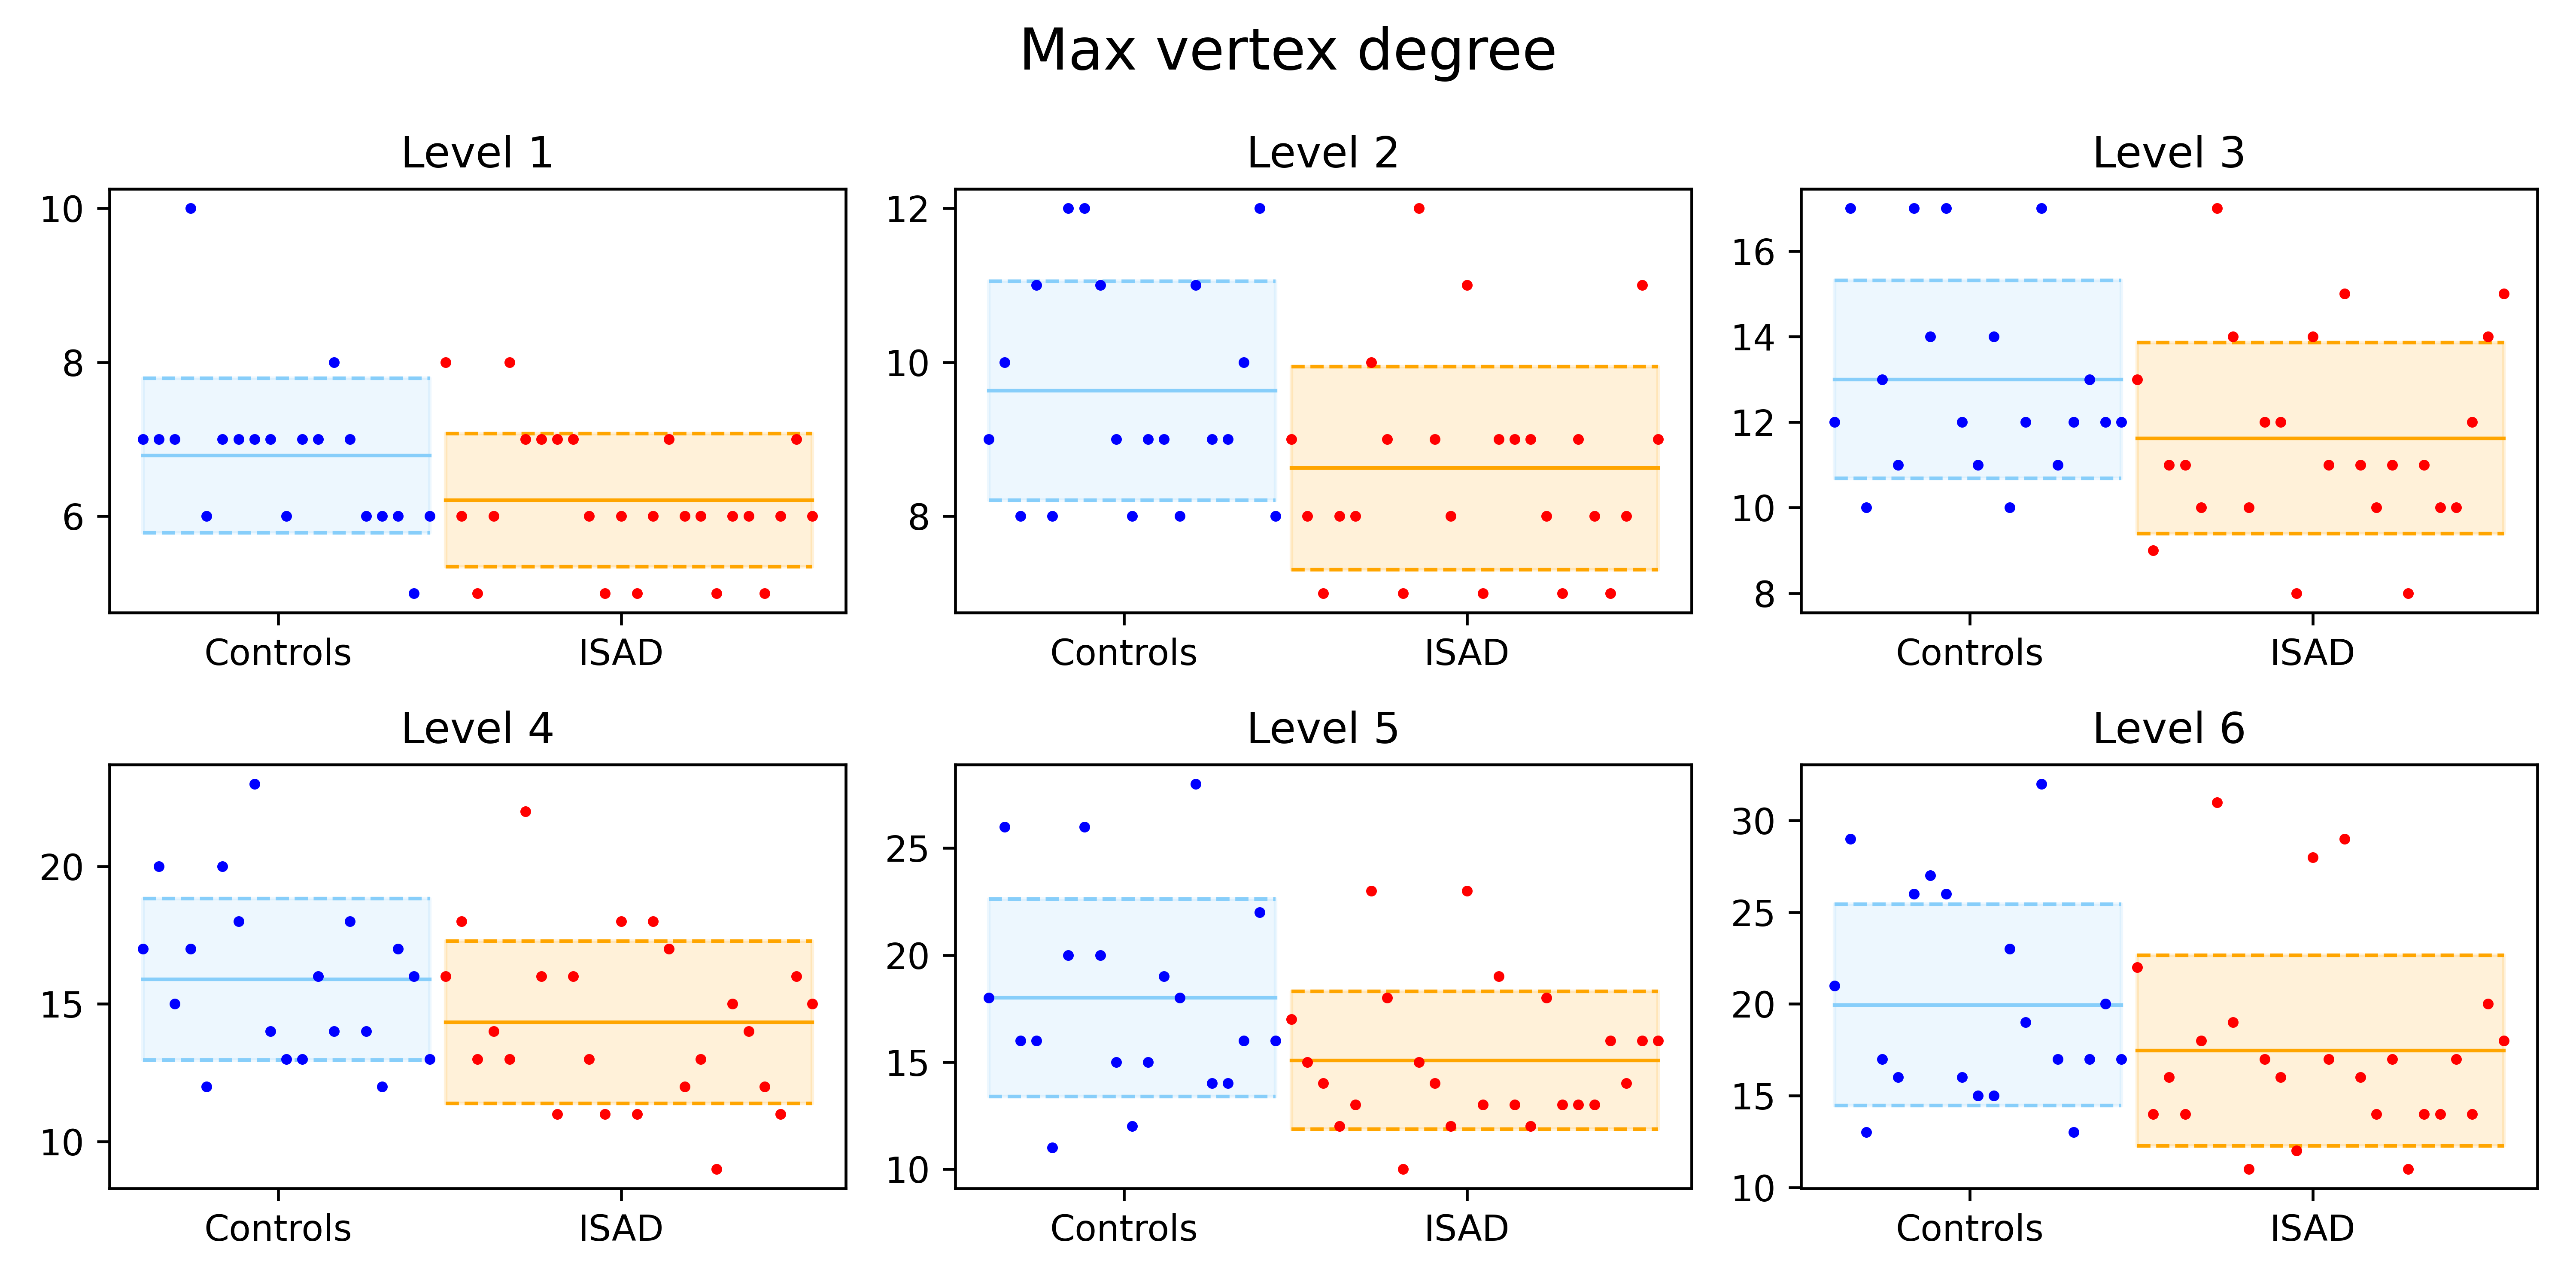 Max vertex degree
Level 1
Level 2
Level 3
10
8
6
12
10
8
16
14
12
10
8
Controls
ISAD
Controls
ISAD
Controls
ISAD
Level 4
Level 5
Level 6
20
15
10
25
20
15
10
30
25
20
15
10
Controls
ISAD
Controls
ISAD
Controls
ISAD